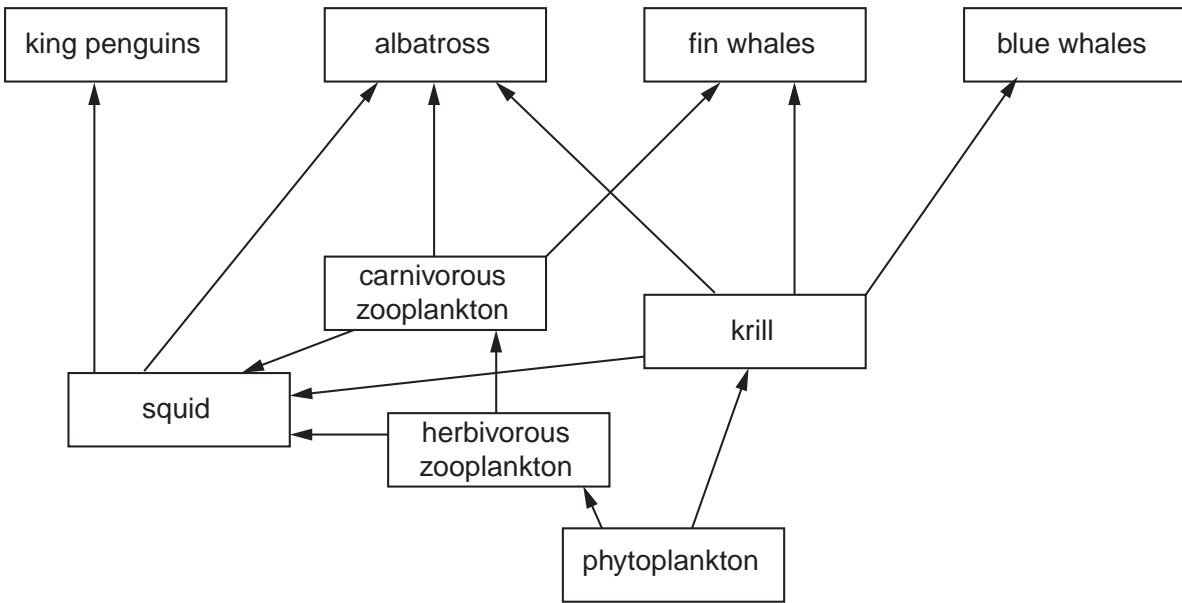 king penguins
albatross
fin whales
blue whales
carnivorous
zooplankton
krill
squid
herbivorous
zooplankton
phytoplankton